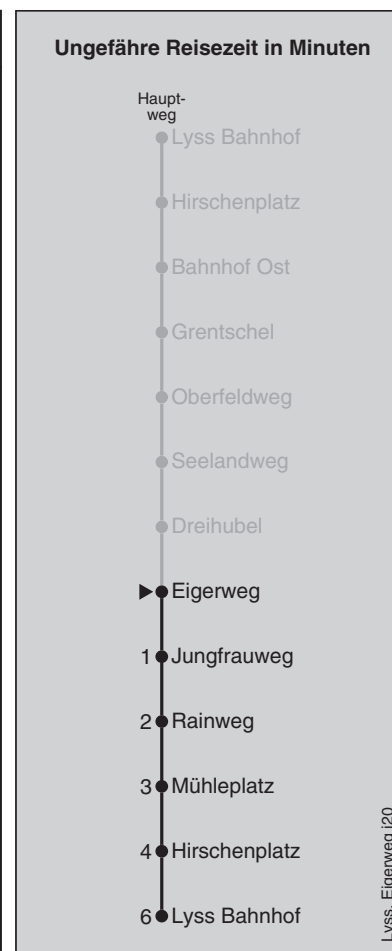 Ungefähre Reisezeit in Minuten
Haupt-
weg
Lyss Bahnhof
Hirschenplatz
Bahnhof Ost
Grentschel
Oberfeldweg
Seelandweg
Dreihubel
Eigerweg
1 Jungfrauweg
2 Rainweg
3 Mühleplatz
4 Hirschenplatz
6 Lyss Bahnhof
Lyss, Eigerweg j20